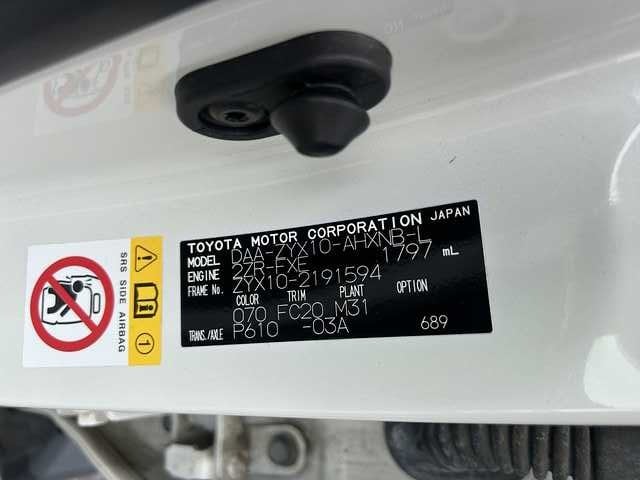 TOYOTA MOTOR CORPORATION JAPAN
MODEL DAA-ZYX10-AHXNB-L
ENGINE 2ZR-FXE 1797 mL
FRAME No. ZYX10-2191594
COLOR TRIM PLANT OPTION
070 FC20 M31
TRANS./AXLE P610 -03A 689
SRS SIDE AIRBAG
1